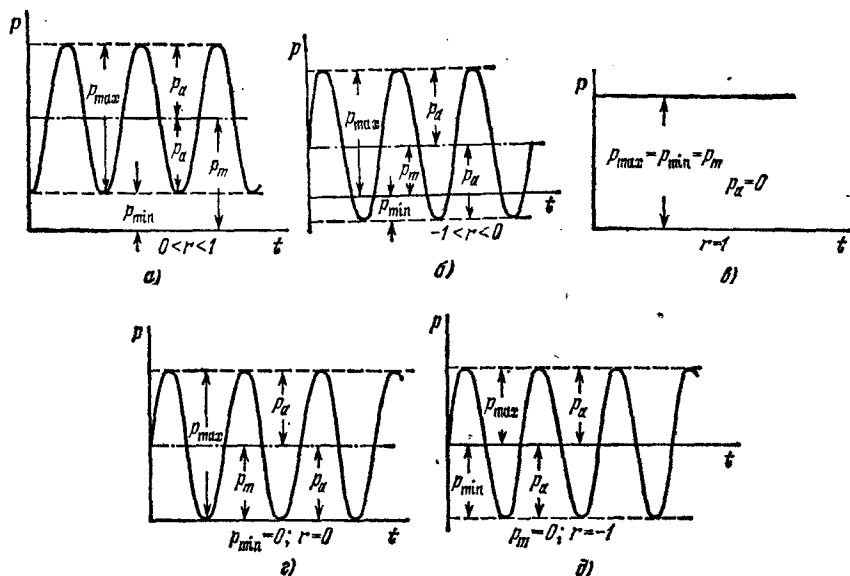 p
p_max
p_a
p_a
p_m
p_min
0<r<1
t
а)
p
p_max
p_a
p_m
p_a
p_min
-1<r<0
t
б)
p
p_max=p_min=p_m
p_a=0
r=1
t
в)
p
p_max
p_a
p_m
p_a
p_min=0; r=0
t
г)
p
p_max
p_a
p_min
p_a
t
p_m=0; r=-1
д)